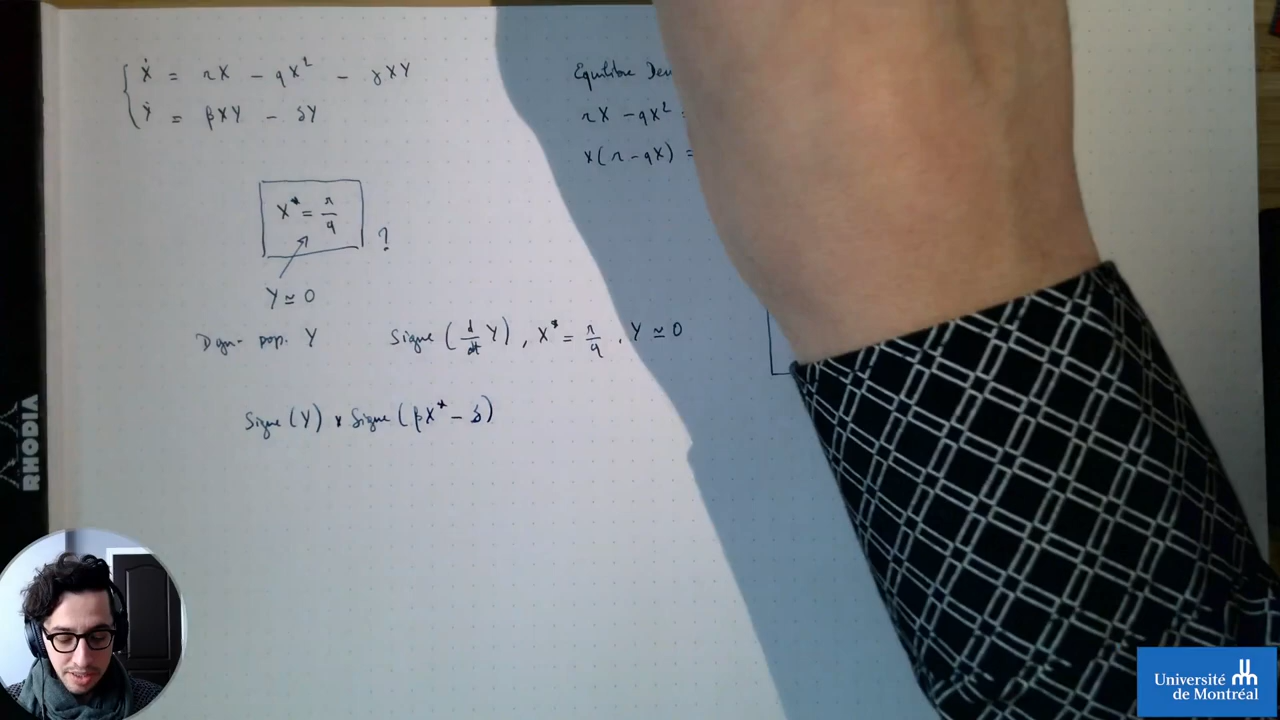 Ẋ = rX - qX² - γXY
Ẏ = βXY - δY
X* = r/q
?
Y ≃ 0
pop. Y Signe (d/dt Y), X* = r/q, Y ≃ 0
Signe (Y) × Signe (βX* - δ)
Equilibre
rX - qX² =
X(r - qX) =
RHODIA
Université
de Montréal